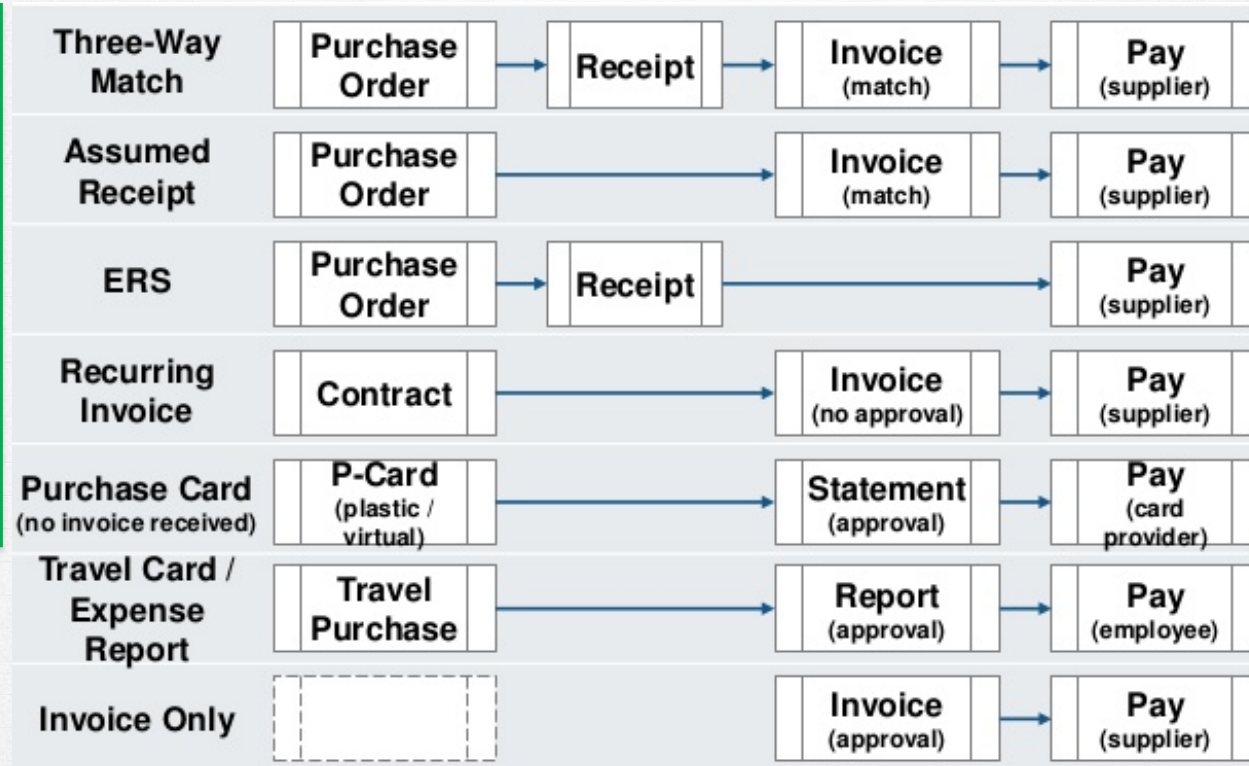 Three-Way
Match
Purchase
Order
Receipt
Invoice
(match)
Pay
(supplier)
Assumed
Receipt
Purchase
Order
Invoice
(match)
Pay
(supplier)
ERS
Purchase
Order
Receipt
Pay
(supplier)
Recurring
Invoice
Contract
Invoice
(no approval)
Pay
(supplier)
Purchase Card
(no invoice received)
P-Card
(plastic /
virtual)
Statement
(approval)
Pay
(card
provider)
Travel Card /
Expense
Report
Travel
Purchase
Report
(approval)
Pay
(employee)
Invoice Only
Invoice
(approval)
Pay
(supplier)